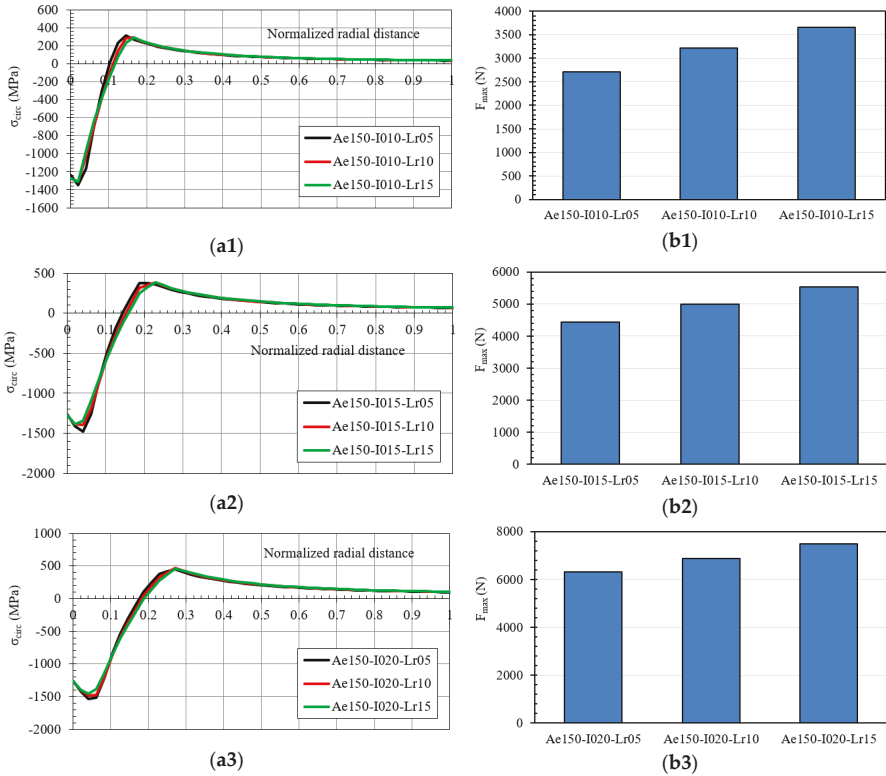 600
400
200
0
-200
-400
-600
-800
-1000
-1200
-1400
-1600
0 0.1 0.2 0.3 0.4 0.5 0.6 0.7 0.8 0.9 1
σcirc (MPa)
Normalized radial distance
Ae150-I010-Lr05
Ae150-I010-Lr10
Ae150-I010-Lr15
(a1)
4000
3500
3000
2500
2000
1500
1000
500
0
Fmax (N)
Ae150-I010-Lr05 Ae150-I010-Lr10 Ae150-I010-Lr15
(b1)
1000
500
0
-500
-1000
-1500
-2000
0 0.1 0.2 0.3 0.4 0.5 0.6 0.7 0.8 0.9 1
σcirc (MPa)
Normalized radial distance
Ae150-I015-Lr05
Ae150-I015-Lr10
Ae150-I015-Lr15
(a2)
6000
5000
4000
3000
2000
1000
0
Fmax (N)
Ae150-I015-Lr05 Ae150-I015-Lr10 Ae150-I015-Lr15
(b2)
1000
500
0
-500
-1000
-1500
-2000
0 0.1 0.2 0.3 0.4 0.5 0.6 0.7 0.8 0.9 1
σcirc (MPa)
Normalized radial distance
Ae150-I020-Lr05
Ae150-I020-Lr10
Ae150-I020-Lr15
(a3)
8000
6000
4000
2000
0
Fmax (N)
Ae150-I020-Lr05 Ae150-I020-Lr10 Ae150-I020-Lr15
(b3)